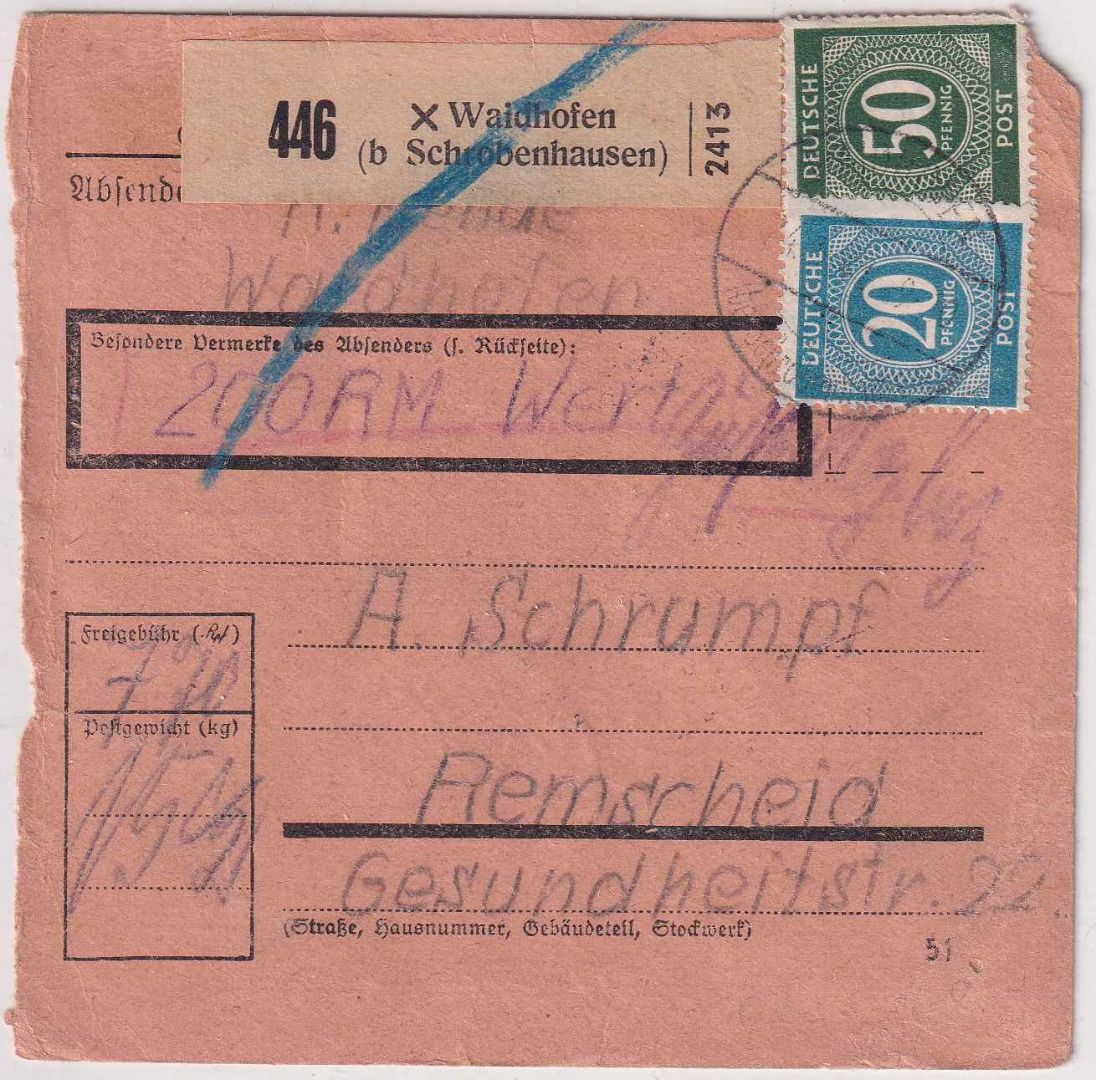 446
× Waidhofen
(b Schrobenhausen)
2413
DEUTSCHE
50
PFENNIG
POST
Absende
Waidhofen
DEUTSCHE
20
PFENNIG
POST
Besondere Vermerke des Absenders (s. Rückseite):
200 RM Wert
A. Schrumpf
Freigebühr (RM)
Postgewicht (kg)
Remscheid
Gesundheitstr. 22.
(Straße, Hausnummer, Gebäudeteil, Stockwerk)
51